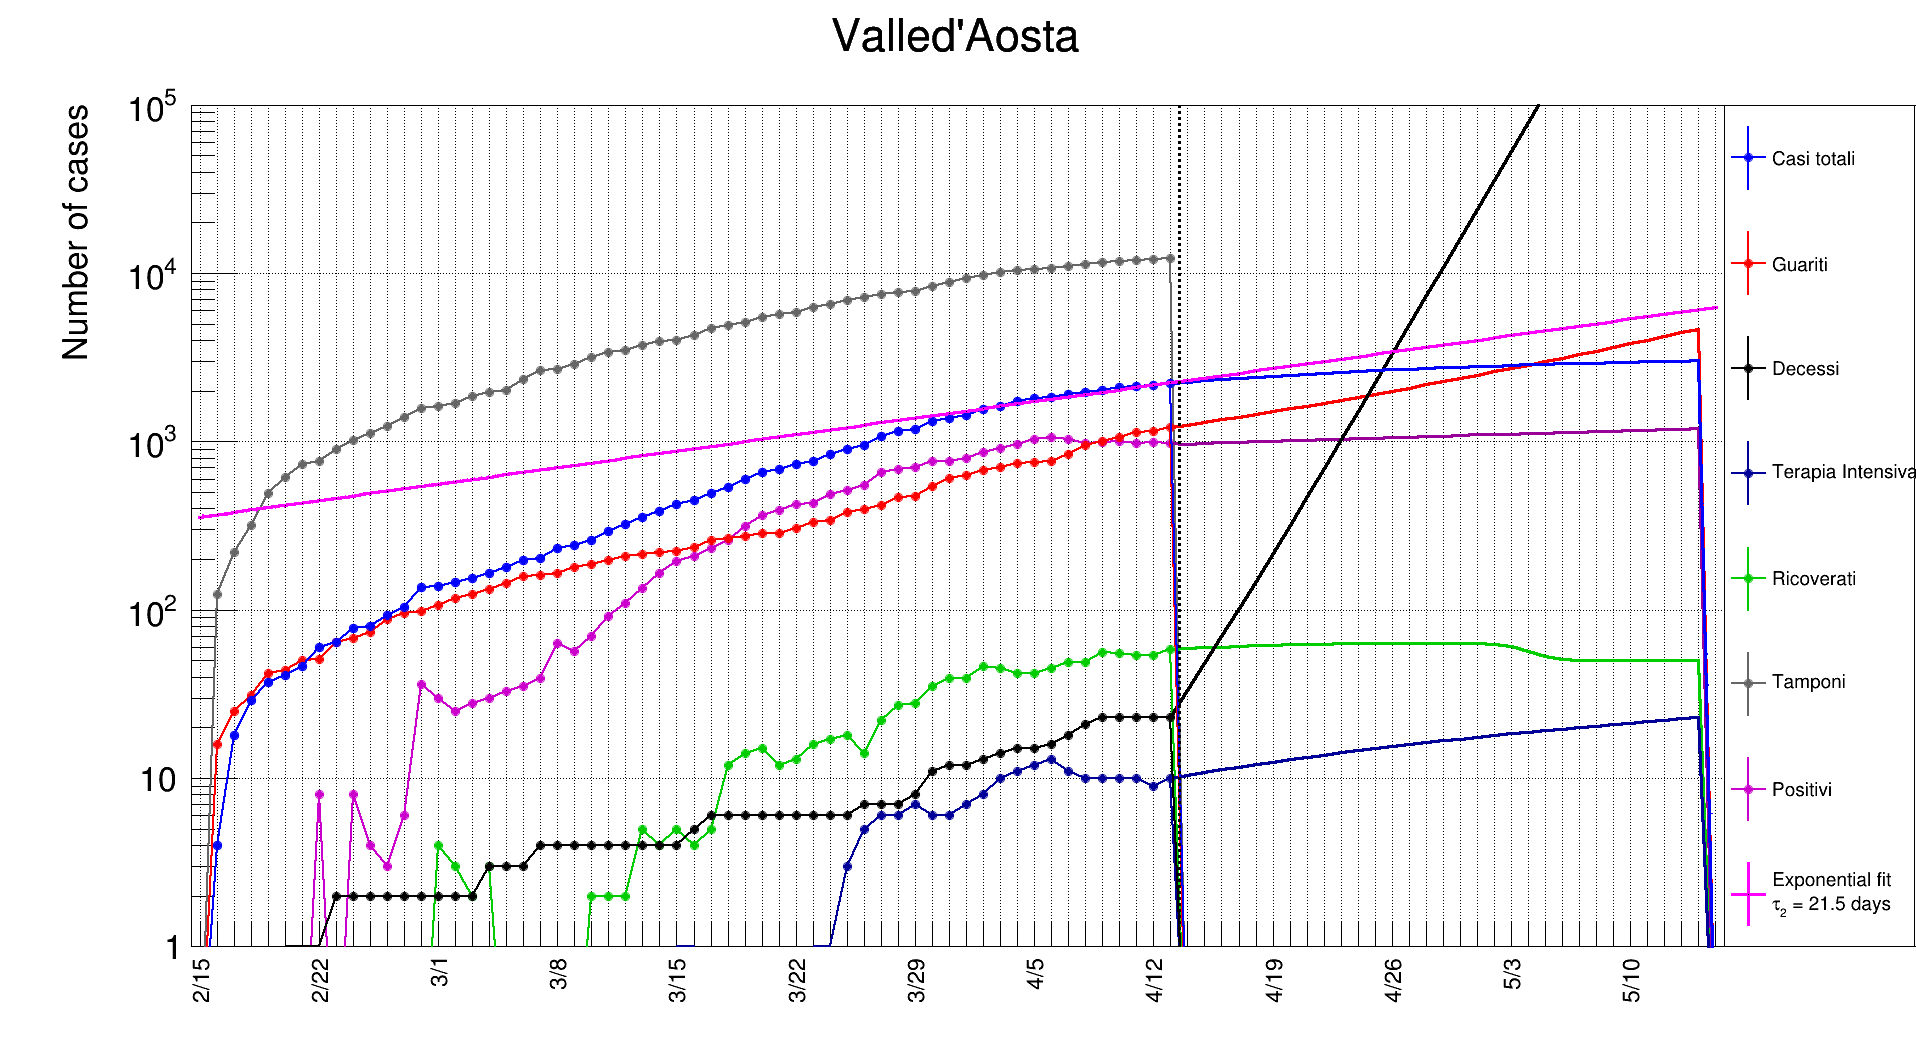 Valled'Aosta
Number of cases
10^5
10^4
10^3
10^2
10
1
2/15 2/22 3/1 3/8 3/15 3/22 3/29 4/5 4/12 4/19 4/26 5/3 5/10
Casi totali
Guariti
Decessi
Terapia Intensiva
Ricoverati
Tamponi
Positivi
Exponential fit
τ₂ = 21.5 days